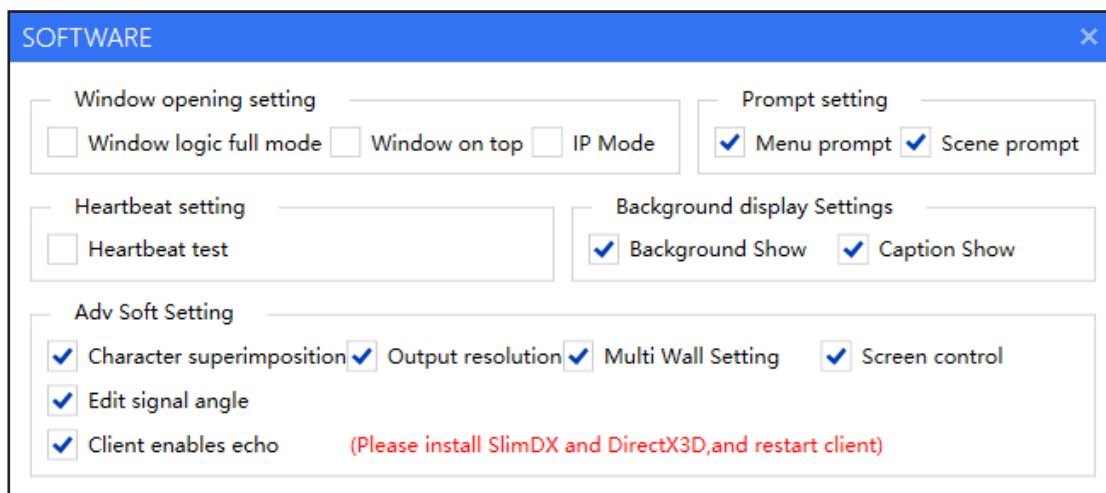 SOFTWARE
Window opening setting
Window logic full mode Window on top IP Mode
Prompt setting
Menu prompt Scene prompt
Heartbeat setting
Heartbeat test
Background display Settings
Background Show Caption Show
Adv Soft Setting
Character superimposition Output resolution Multi Wall Setting Screen control
Edit signal angle
Client enables echo (Please install SlimDX and DirectX3D,and restart client)